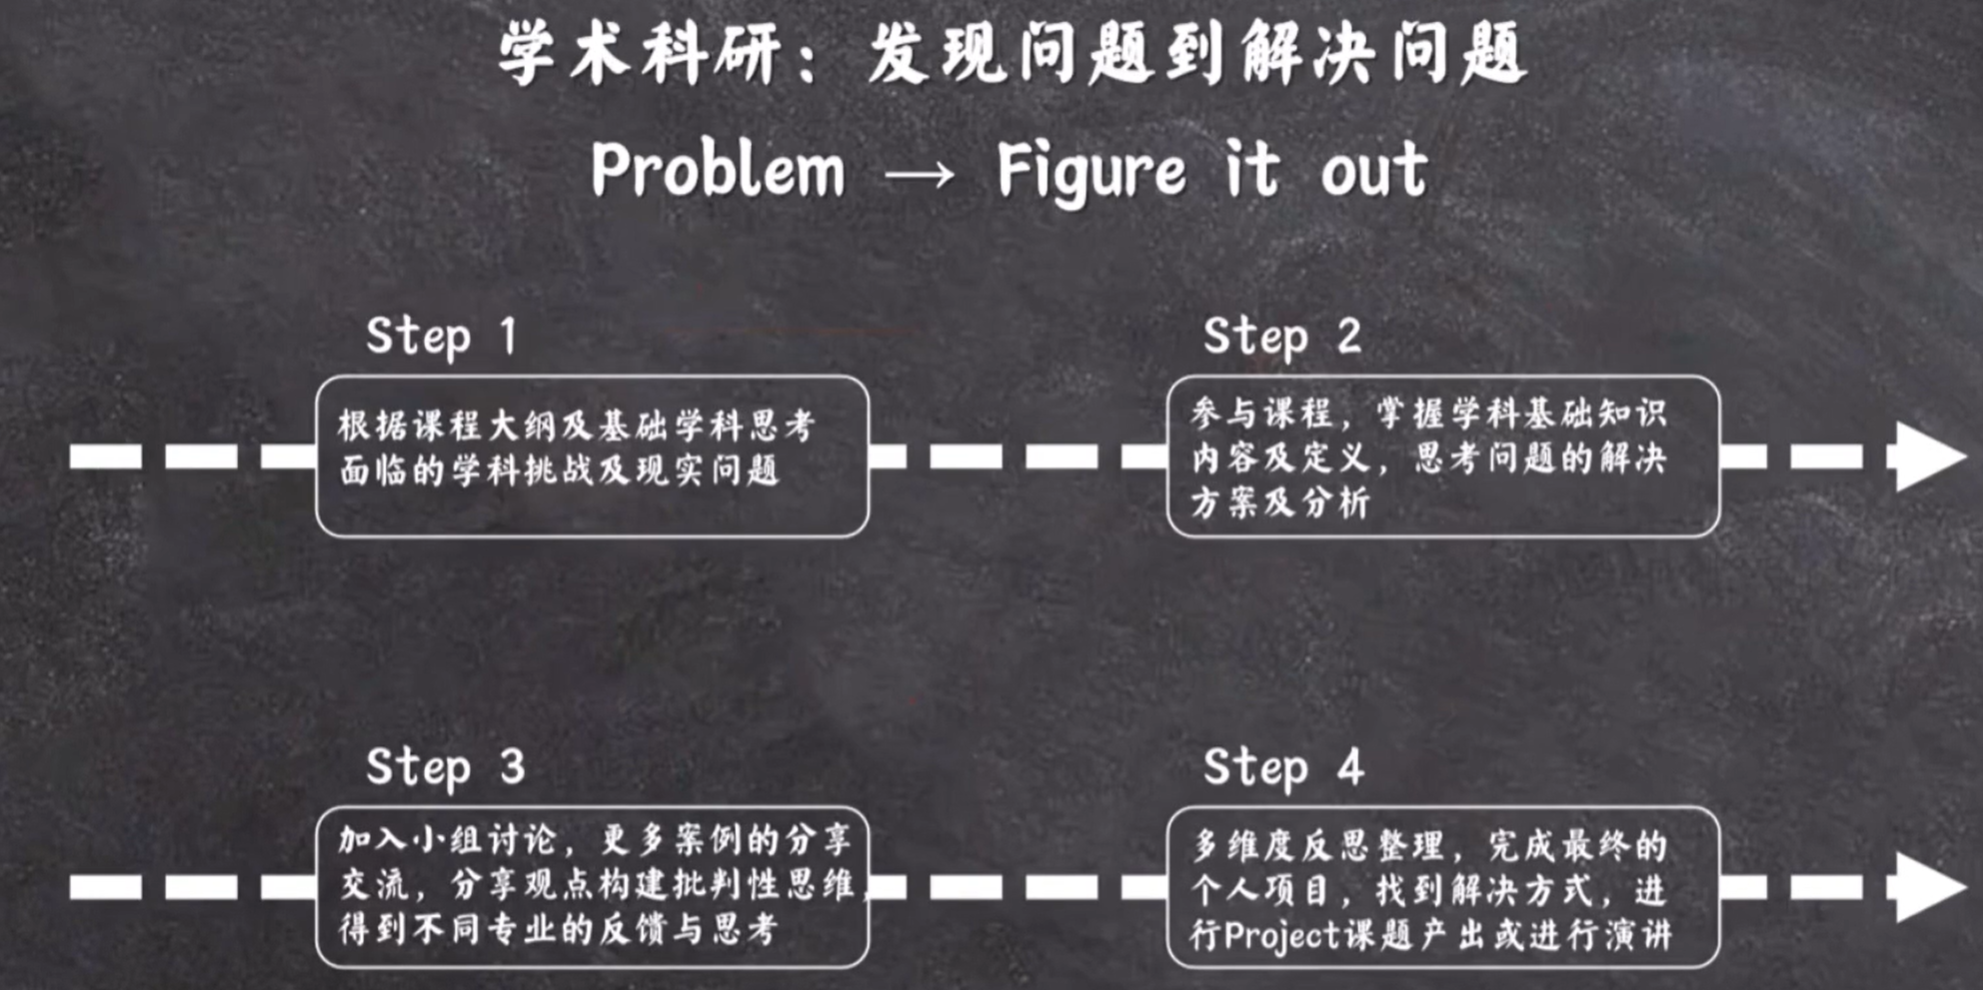 学术科研：发现问题到解决问题
Problem → Figure it out
Step 1
根据课程大纲及基础学科思考
面临的学科挑战及现实问题
Step 2
参与课程，掌握学科基础知识
内容及定义，思考问题的解决
方案及分析
Step 3
加入小组讨论，更多案例的分享
交流，分享观点构建批判性思维，
得到不同专业的反馈与思考
Step 4
多维度反思整理，完成最终的
个人项目，找到解决方式，进
行Project课题产出或进行演讲